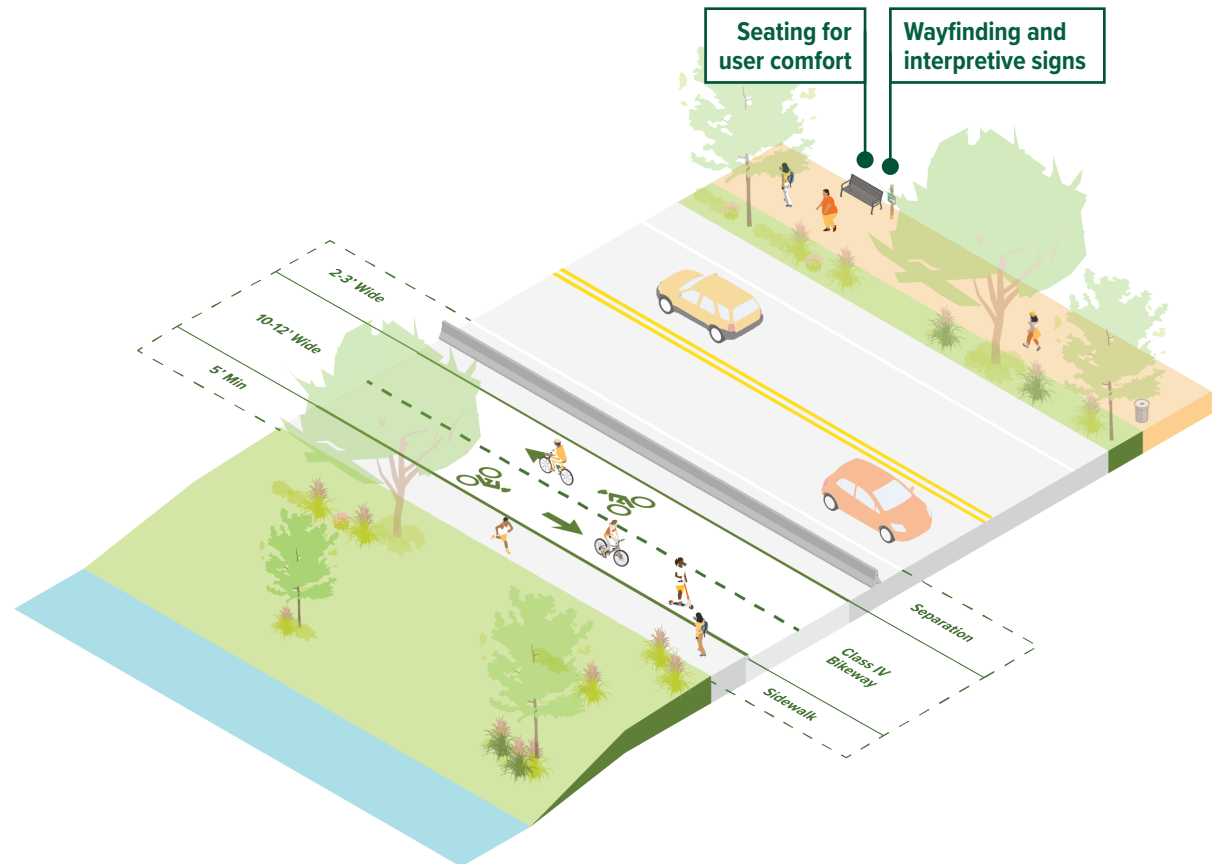 Seating for
user comfort
Wayfinding and
interpretive signs
2-3' Wide
10-12' Wide
5' Min
Separation
Class IV
Bikeway
Sidewalk